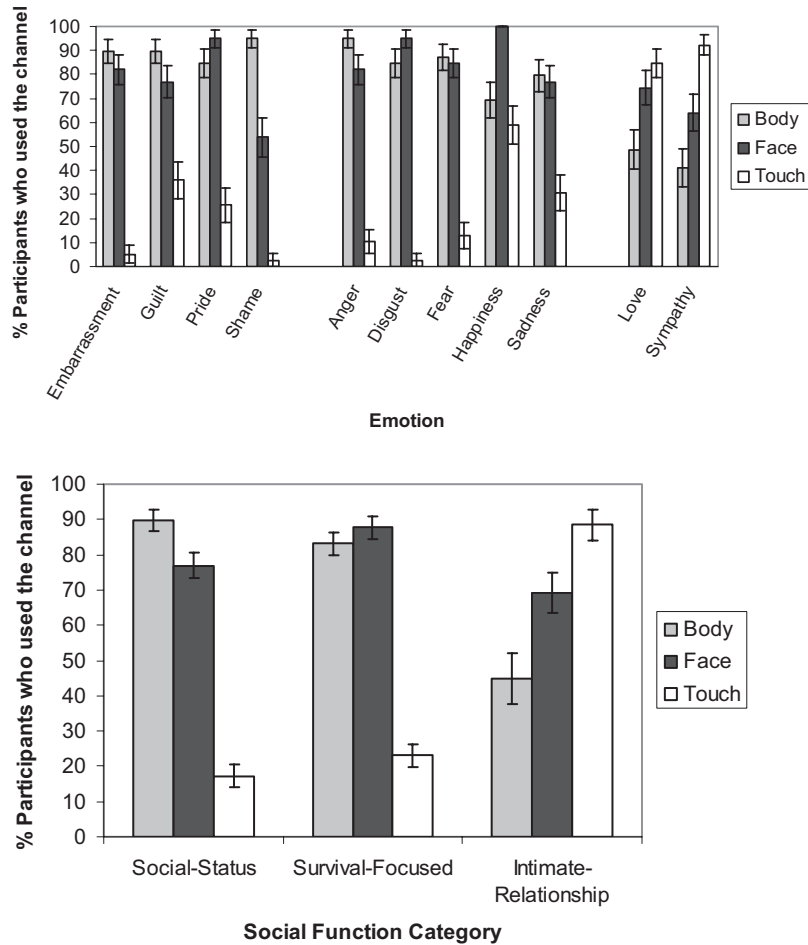 % Participants who used the channel
100
90
80
70
60
50
40
30
20
10
0
Embarrassment
Guilt
Pride
Shame
Anger
Disgust
Fear
Happiness
Sadness
Love
Sympathy
Emotion
Body
Face
Touch
% Participants who used the channel
100
90
80
70
60
50
40
30
20
10
0
Social-Status
Survival-Focused
Intimate-
Relationship
Social Function Category
Body
Face
Touch